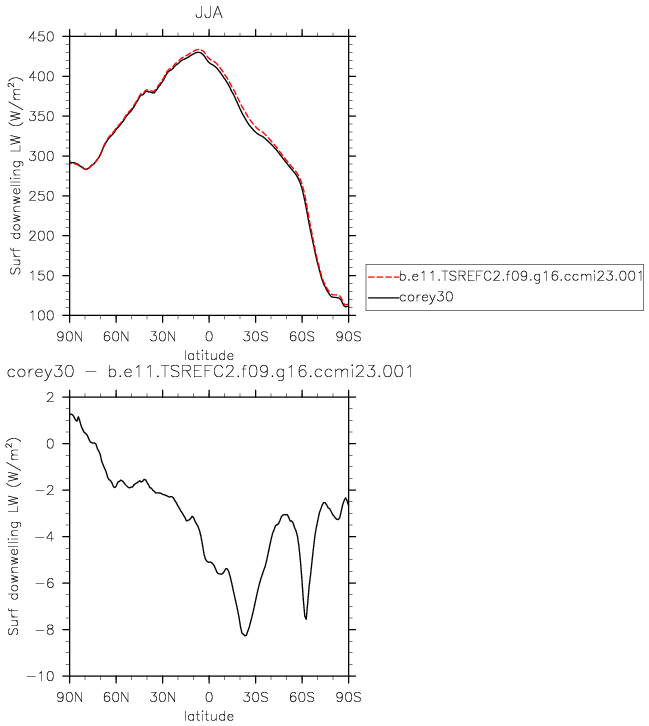 JJA
Surf downwelling LW (W/m²)
450
400
350
300
250
200
150
100
90N 60N 30N 0 30S 60S 90S
latitude
b.e11.TSREFC2.f09.g16.ccmi23.001
corey30
corey30 − b.e11.TSREFC2.f09.g16.ccmi23.001
Surf downwelling LW (W/m²)
2
0
−2
−4
−6
−8
−10
90N 60N 30N 0 30S 60S 90S
latitude